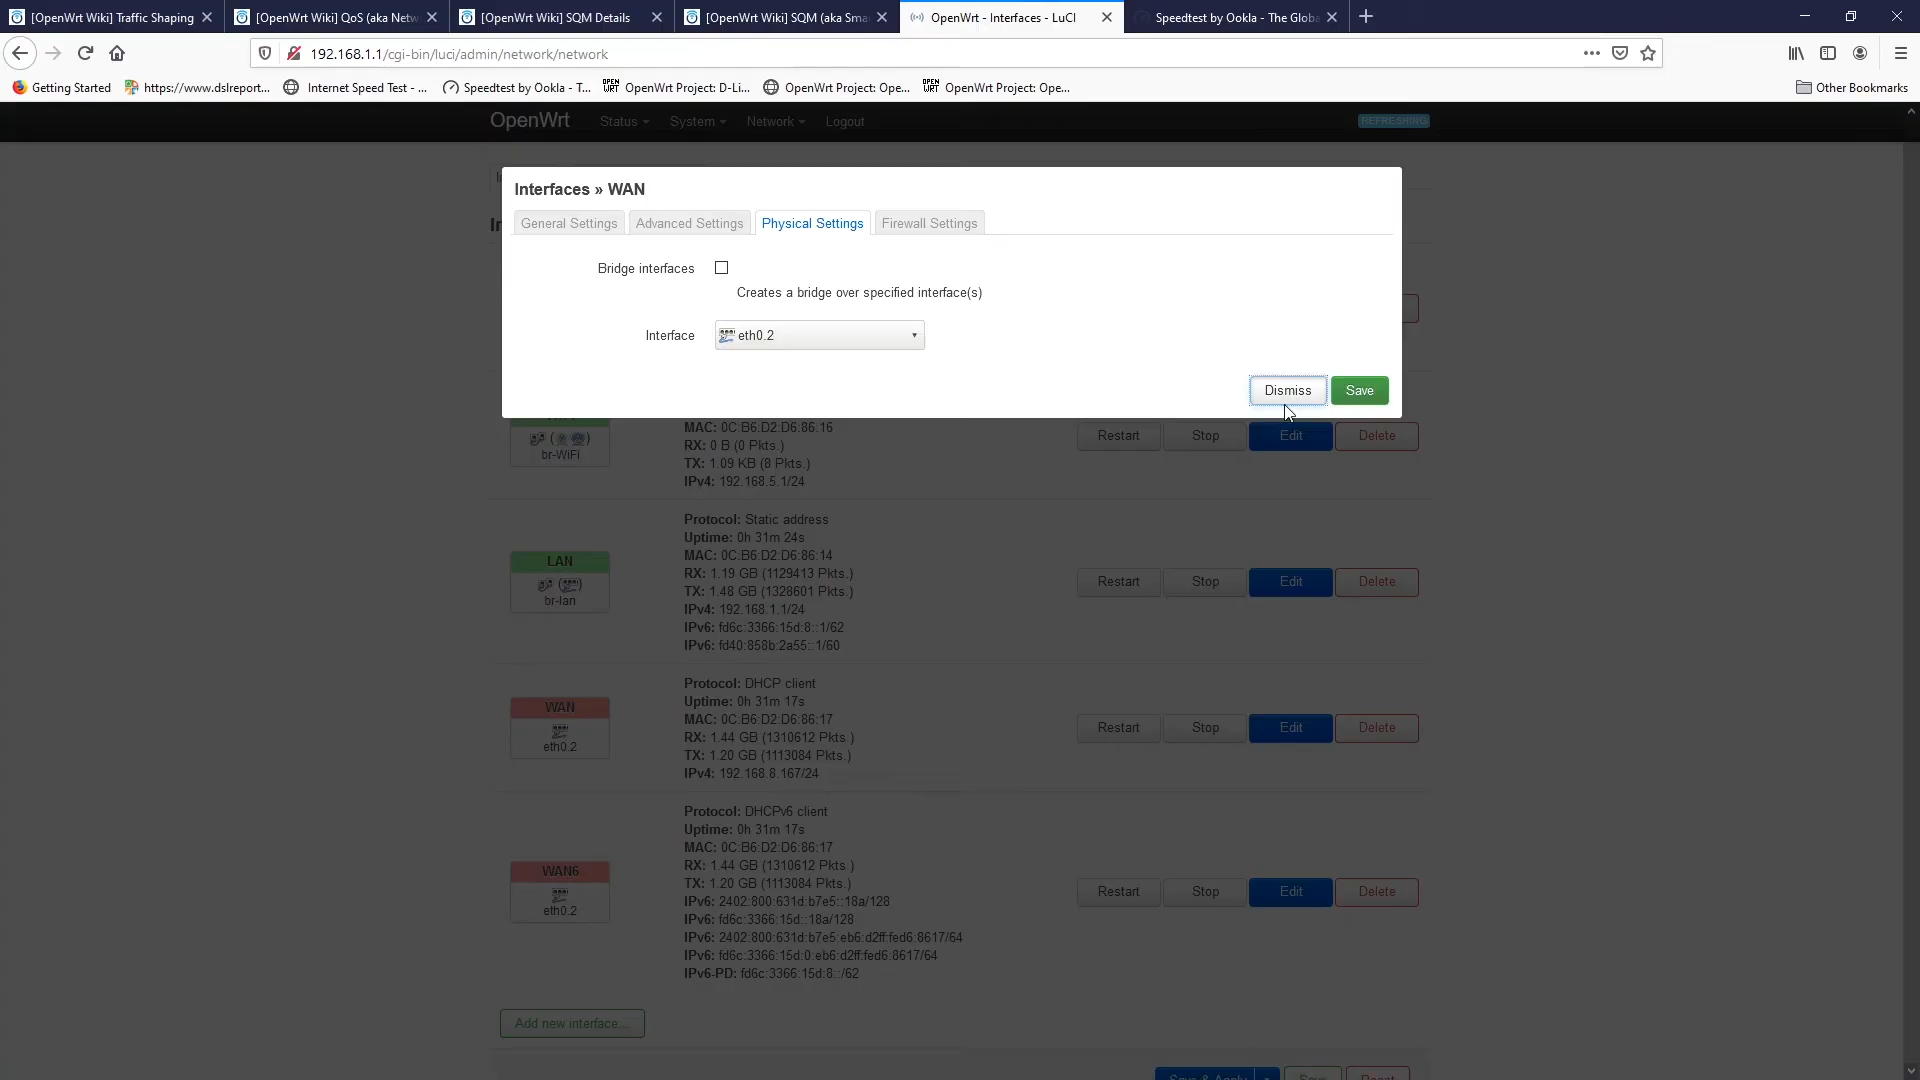 [OpenWrt Wiki] Traffic Shaping
[OpenWrt Wiki] QoS (aka Netw
[OpenWrt Wiki] SQM Details
[OpenWrt Wiki] SQM (aka Sma
OpenWrt - Interfaces - LuCI
Speedtest by Ookla - The Globa
192.168.1.1/cgi-bin/luci/admin/network/network
Getting Started
https://www.dslreport...
Internet Speed Test - ...
Speedtest by Ookla - T...
OpenWrt Project: D-Li...
OpenWrt Project: Ope...
OpenWrt Project: Ope...
Other Bookmarks
OpenWrt
Status
System
Network
Logout
REFRESHING
Interfaces » WAN
General Settings
Advanced Settings
Physical Settings
Firewall Settings
Bridge interfaces
Creates a bridge over specified interface(s)
Interface
eth0.2
Dismiss
Save
br-WiFi
MAC: 0C:B6:D2:D6:86:16
RX: 0 B (0 Pkts.)
TX: 1.09 KB (8 Pkts.)
IPv4: 192.168.5.1/24
Restart
Stop
Edit
Delete
LAN
br-lan
Protocol: Static address
Uptime: 0h 31m 24s
MAC: 0C:B6:D2:D6:86:14
RX: 1.19 GB (1129413 Pkts.)
TX: 1.48 GB (1328601 Pkts.)
IPv4: 192.168.1.1/24
IPv6: fd6c:3366:15d:8::1/62
IPv6: fd40:858b:2a55::1/60
Restart
Stop
Edit
Delete
WAN
eth0.2
Protocol: DHCP client
Uptime: 0h 31m 17s
MAC: 0C:B6:D2:D6:86:17
RX: 1.44 GB (1310612 Pkts.)
TX: 1.20 GB (1113084 Pkts.)
IPv4: 192.168.8.167/24
Restart
Stop
Edit
Delete
WAN6
eth0.2
Protocol: DHCPv6 client
Uptime: 0h 31m 17s
MAC: 0C:B6:D2:D6:86:17
RX: 1.44 GB (1310612 Pkts.)
TX: 1.20 GB (1113084 Pkts.)
IPv6: 2402:800:631d:b7e5::18a/128
IPv6: fd6c:3366:15d::18a/128
IPv6: 2402:800:631d:b7e5:eb6:d2ff:fed6:8617/64
IPv6: fd6c:3366:15d:0:eb6:d2ff:fed6:8617/64
IPv6-PD: fd6c:3366:15d:8::/62
Restart
Stop
Edit
Delete
Add new interface...
Save & Apply
Save
Reset